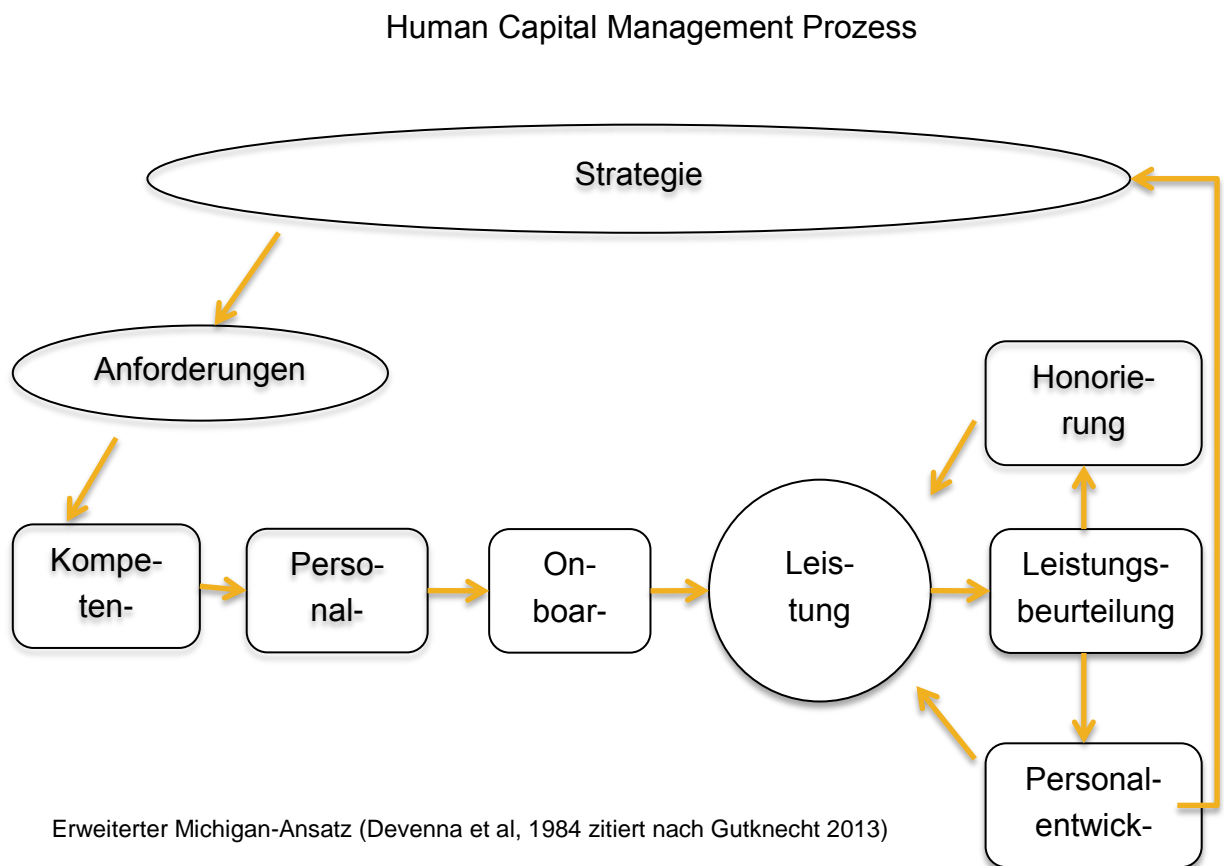 Human Capital Management Prozess
Strategie
Anforderungen
Honorie-
rung
Kompe-
ten-
Perso-
nal-
On-
boar-
Leis-
tung
Leistungs-
beurteilung
Personal-
entwick-
Erweiterter Michigan-Ansatz (Devenna et al, 1984 zitiert nach Gutknecht 2013)